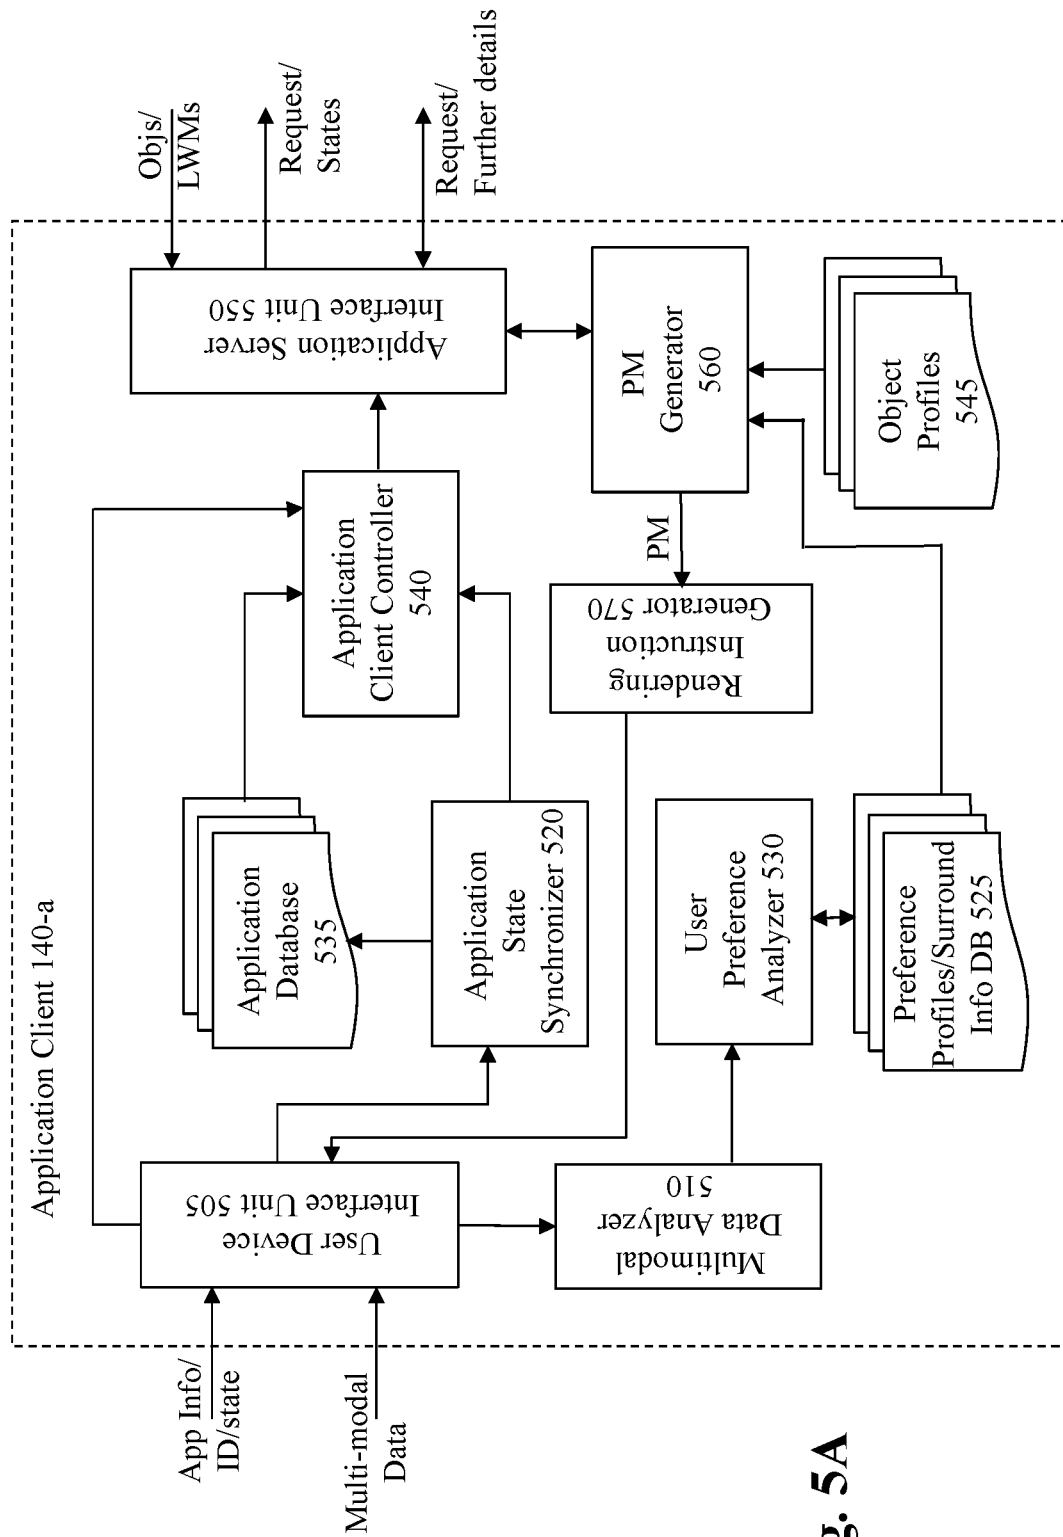 Application Client 140-a
App Info/
ID/state
Multi-modal
Data
User Device
Interface Unit 505
Multimodal
Data Analyzer
510
Application
Database
535
Application
State
Synchronizer 520
User
Preference
Analyzer 530
Preference
Profiles/Surround
Info DB 525
Application
Client Controller
540
Rendering
Instruction
Generator 570
PM
PM
Generator
560
Object
Profiles
545
Application Server
Interface Unit 550
Objs/
LWMs
Request/
States
Request/
Further details
g. 5A